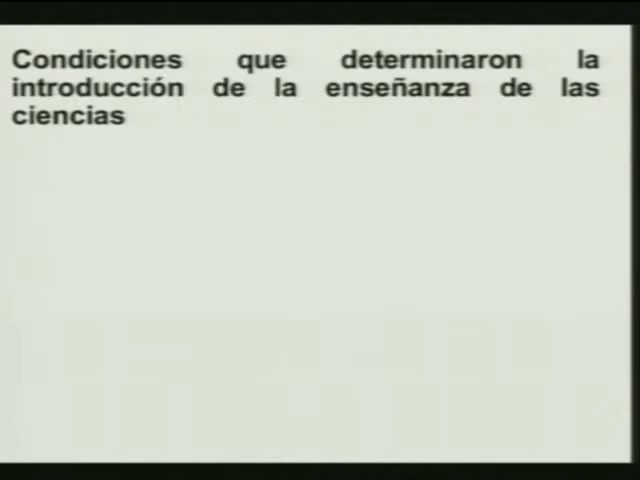 Condiciones que determinaron la
introducción de la enseñanza de las
ciencias